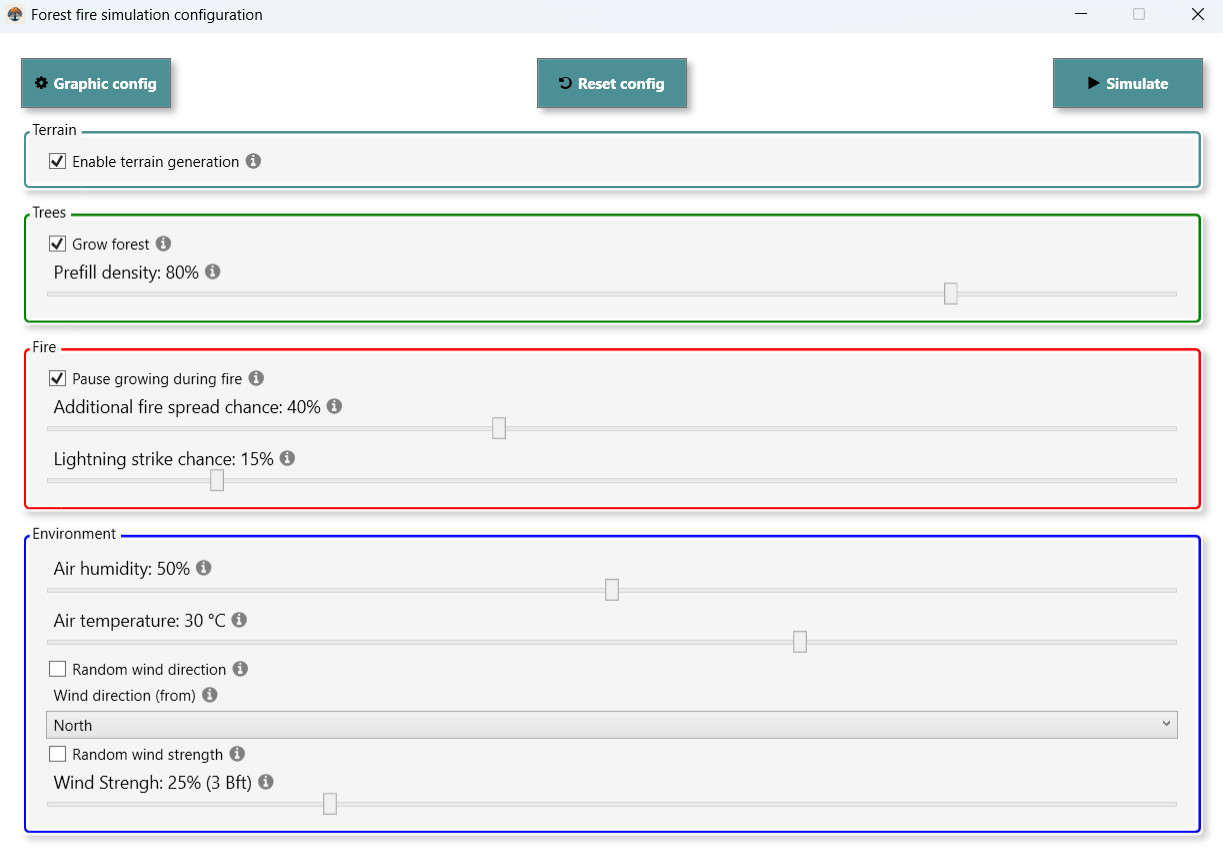 Forest fire simulation configuration
Graphic config
Reset config
Simulate
Terrain
Enable terrain generation
Trees
Grow forest
Prefill density: 80%
Fire
Pause growing during fire
Additional fire spread chance: 40%
Lightning strike chance: 15%
Environment
Air humidity: 50%
Air temperature: 30 °C
Random wind direction
Wind direction (from)
North
Random wind strength
Wind Strengh: 25% (3 Bft)